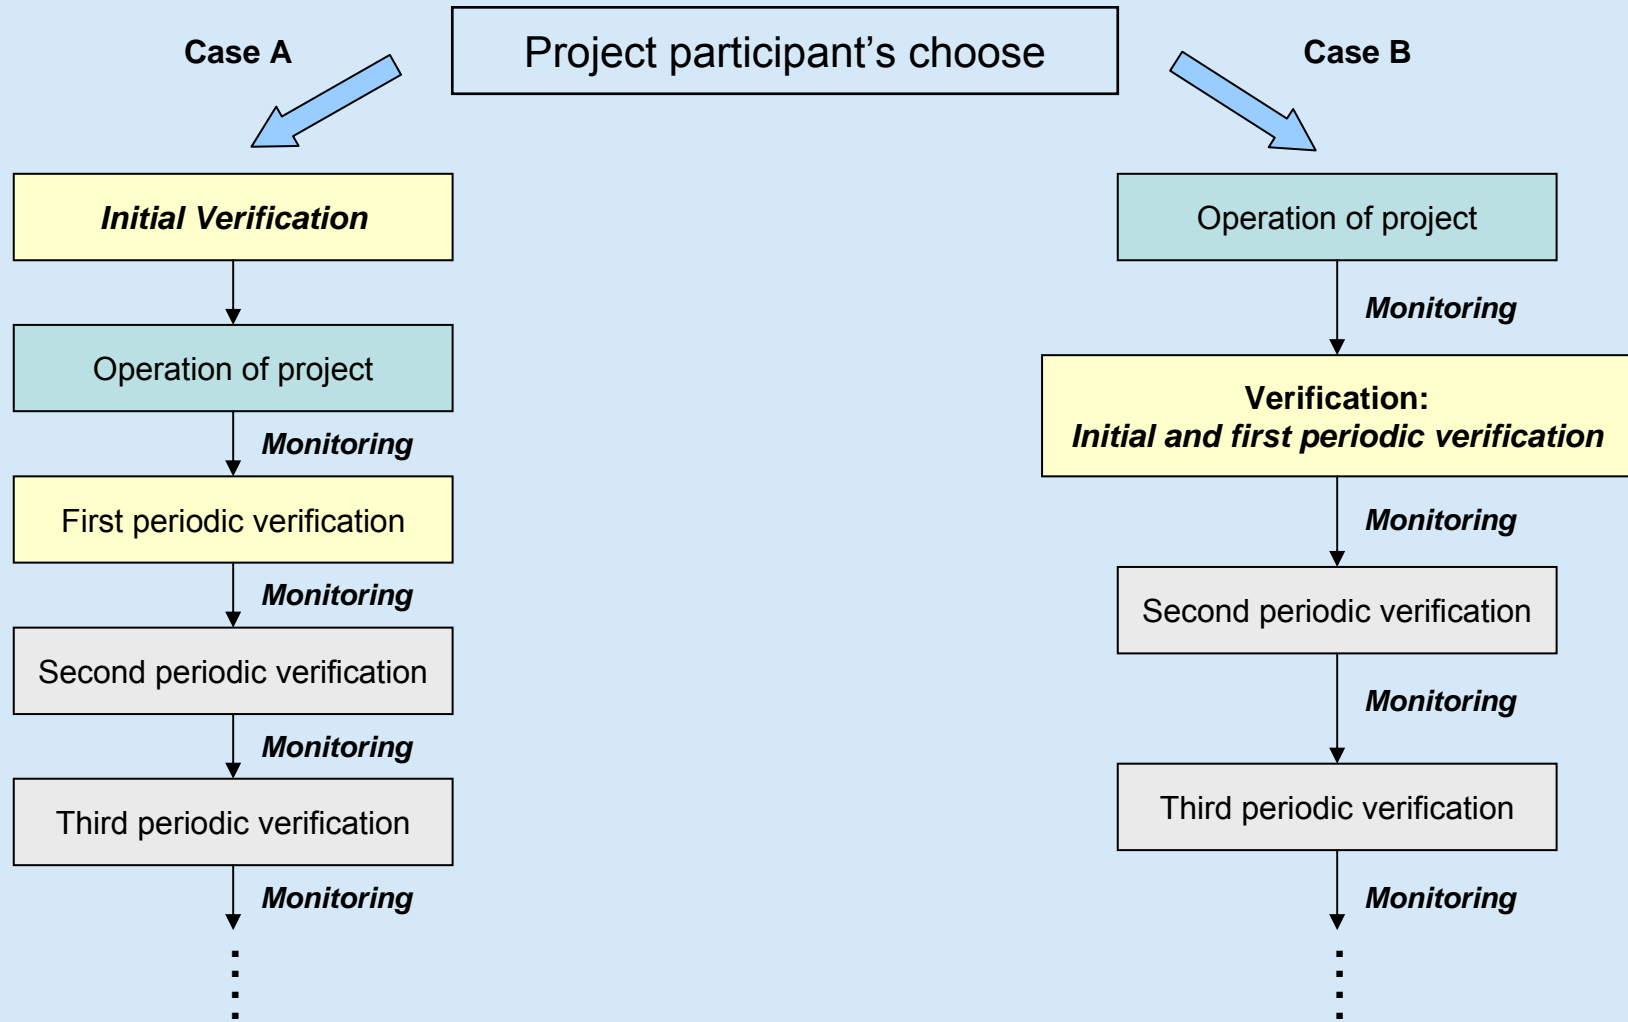 Project participant's choose
Case A
Initial Verification
Operation of project
Monitoring
First periodic verification
Monitoring
Second periodic verification
Monitoring
Third periodic verification
Monitoring
Case B
Operation of project
Monitoring
Verification:
Initial and first periodic verification
Monitoring
Second periodic verification
Monitoring
Third periodic verification
Monitoring